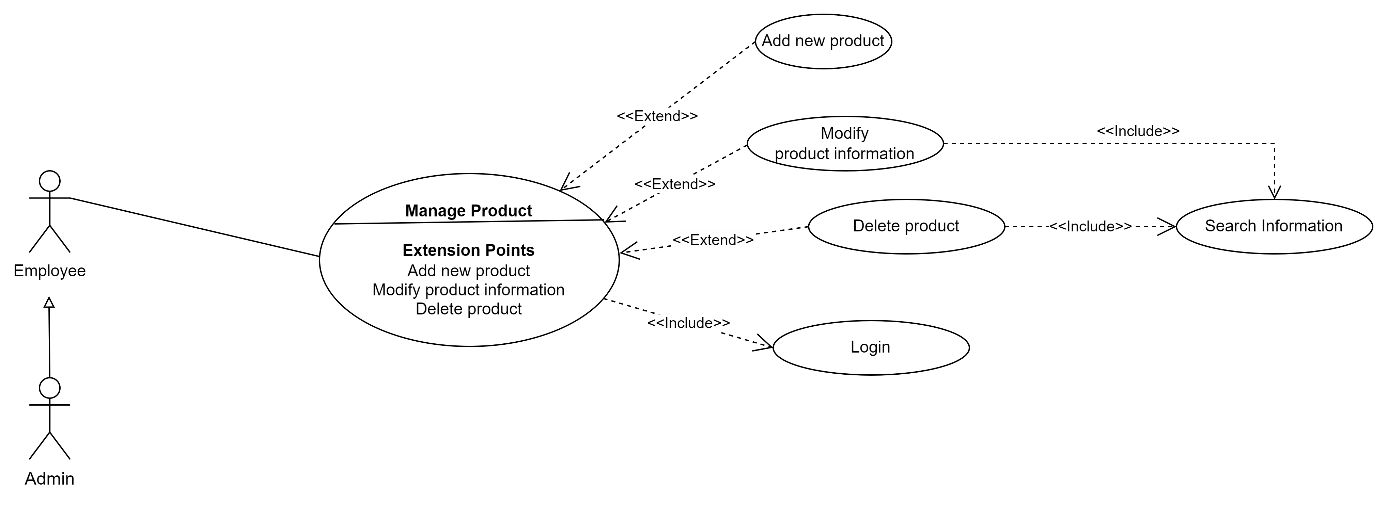 Add new product
<<Extend>>
Modify
product information
<<Include>>
<<Extend>>
Manage Product
Extension Points
Add new product
Modify product information
Delete product
<<Extend>>
Delete product
<<Include>>
Search Information
Employee
<<Include>>
Login
Admin